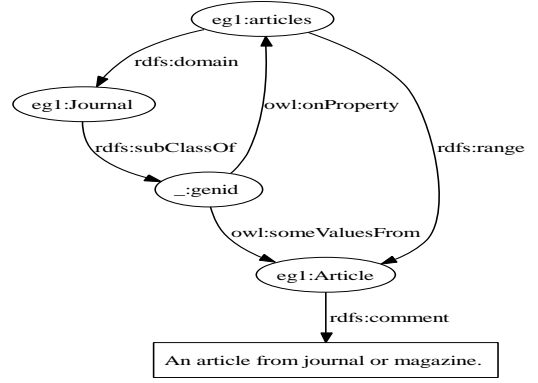 eg1:articles
rdfs:domain
eg1:Journal
owl:onProperty
rdfs:subClassOf
rdfs:range
_:genid
owl:someValuesFrom
eg1:Article
rdfs:comment
An article from journal or magazine.